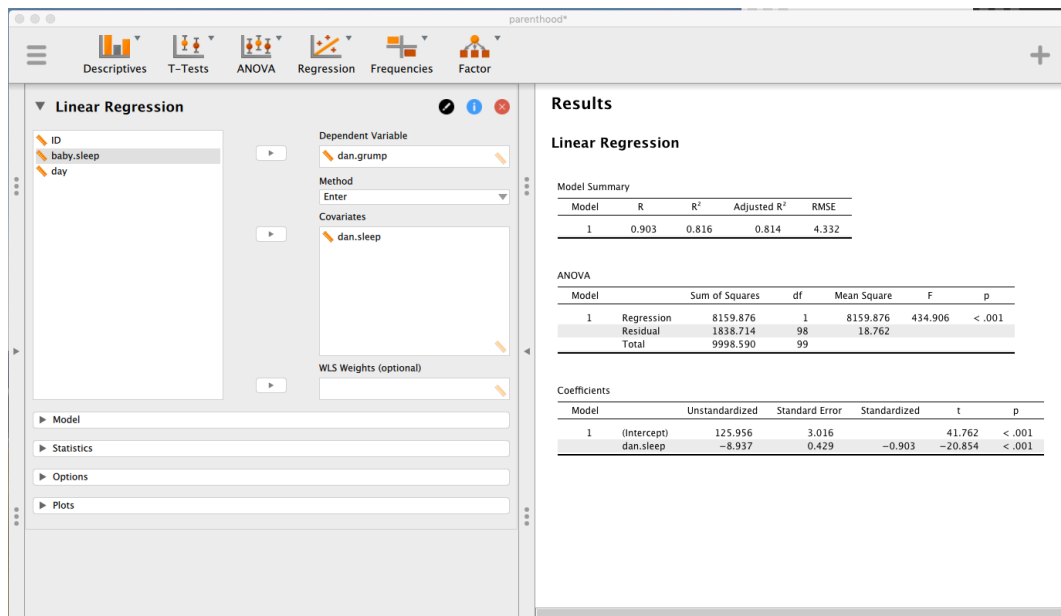 parenthood*
Descriptives T-Tests ANOVA Regression Frequencies Factor
Linear Regression
ID
baby.sleep
day
Dependent Variable
dan.grump
Method
Enter
Covariates
dan.sleep
WLS Weights (optional)
Model
Statistics
Options
Plots
Results
Linear Regression
Model Summary
Model R R² Adjusted R² RMSE
1 0.903 0.816 0.814 4.332
ANOVA
Model Sum of Squares df Mean Square F p
1 Regression 8159.876 1 8159.876 434.906 < .001
Residual 1838.714 98 18.762
Total 9998.590 99
Coefficients
Model Unstandardized Standard Error Standardized t p
1 (Intercept) 125.956 3.016 41.762 < .001
dan.sleep −8.937 0.429 −0.903 −20.854 < .001